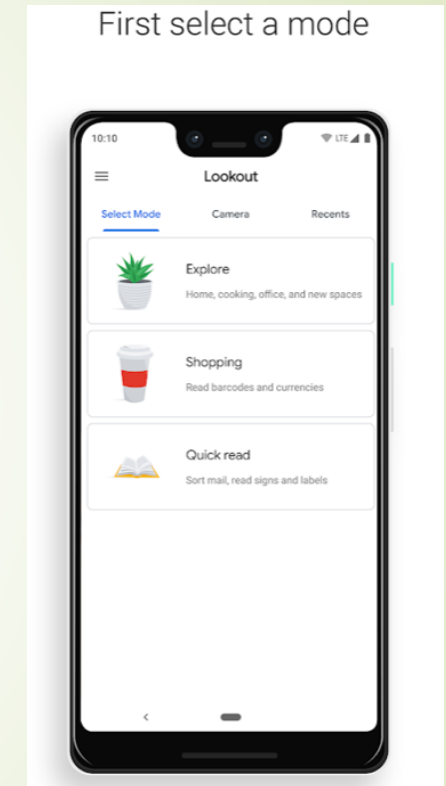 First select a mode
10:10
LTE
Lookout
Select Mode Camera Recents
Explore
Home, cooking, office, and new spaces
Shopping
Read barcodes and currencies
Quick read
Sort mail, read signs and labels